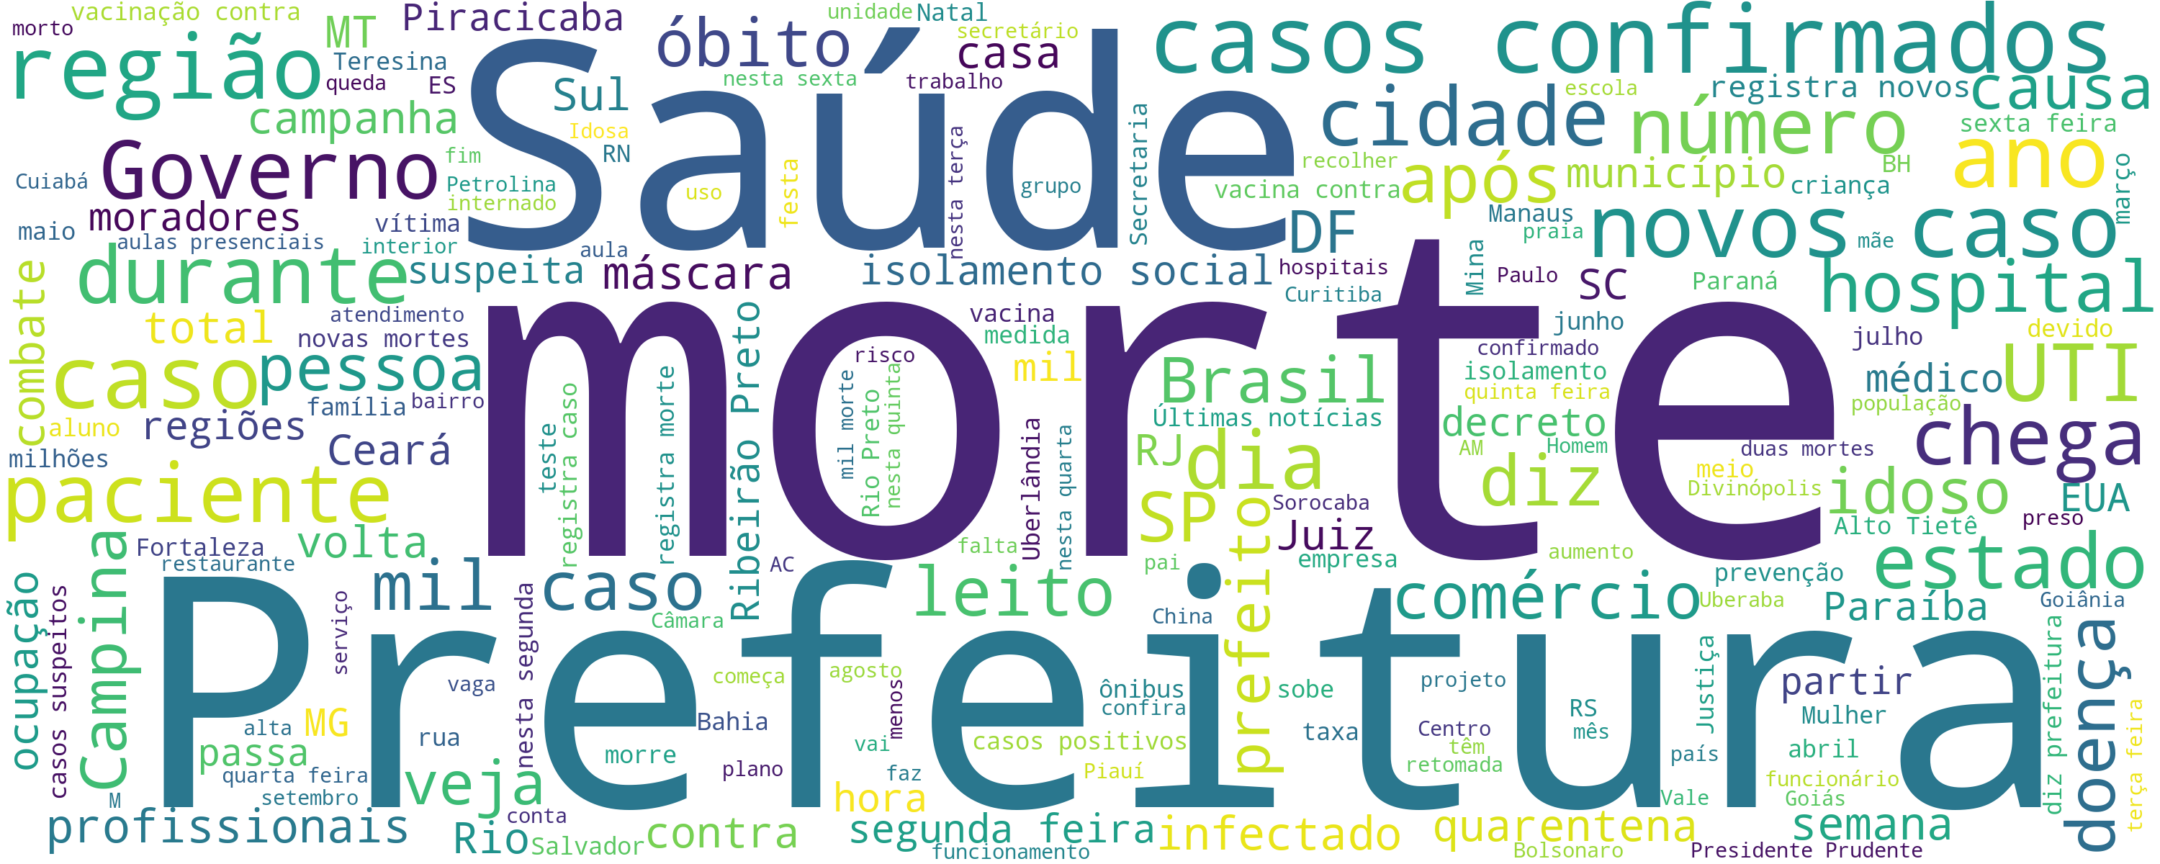 vacinação contra
morto
MT
Piracicaba
óbito
unidade
Natal
secretário
casa
casos confirmados
região
Teresina
queda
ES
Sul
nesta sexta
trabalho
Saúde
escola
registra novos
causa
campanha
Idosa
RN
cidade
número
sexta feira
Governo
fim
festa
nesta terça
Secretaria
recolher
após
município
BH
ano
Cuiabá
Petrolina
internado
uso
grupo
vacina contra
criança
março
moradores
vítima
DF
Manaus
praia
novos caso
mãe
maio
aulas presenciais
interior
aula
durante
suspeita
máscara
isolamento social
hospitais
Curitiba
Mina
Paulo
SC
Paraná
hospital
combate
total
atendimento
novas mortes
Ribeirão Preto
vacina
medida
morte
junho
julho
devido
caso
pessoa
risco
mil
Brasil
confirmado
isolamento
quinta feira
médico
UTI
família
bairro
registra caso
registra morte
mil morte
Rio Preto
nesta quinta
Últimas notícias
decreto
população
aluno
regiões
Ceará
teste
Uberlândia
nesta quarta
RJ
dia
AM
Homem
duas mortes
chega
milhões
paciente
diz
meio
Divinópolis
idoso
EUA
SP
prefeito
Sorocaba
Juiz
Alto Tietê
preso
Campina
Fortaleza
restaurante
volta
AC
falta
pai
empresa
aumento
estado
ocupação
casos suspeitos
mil
caso
leito
China
comércio
prevenção
Uberaba
Paraíba
Goiânia
serviço
nesta segunda
Câmara
Prefeitura
doença
diz prefeitura
terça feira
vaga
começa
agosto
menos
ônibus
confira
sobe
projeto
Justiça
partir
alta
MG
rua
Bahia
RS
mês
Mulher
passa
morre
vai
casos positivos
taxa
Centro
têm
retomada
país
abril
quarta feira
setembro
veja
plano
faz
Piauí
funcionário
M
hora
Vale
Goiás
profissionais
conta
Rio
Salvador
contra
segunda feira
funcionamento
infectado
quarentena
Bolsonaro
semana
Presidente Prudente